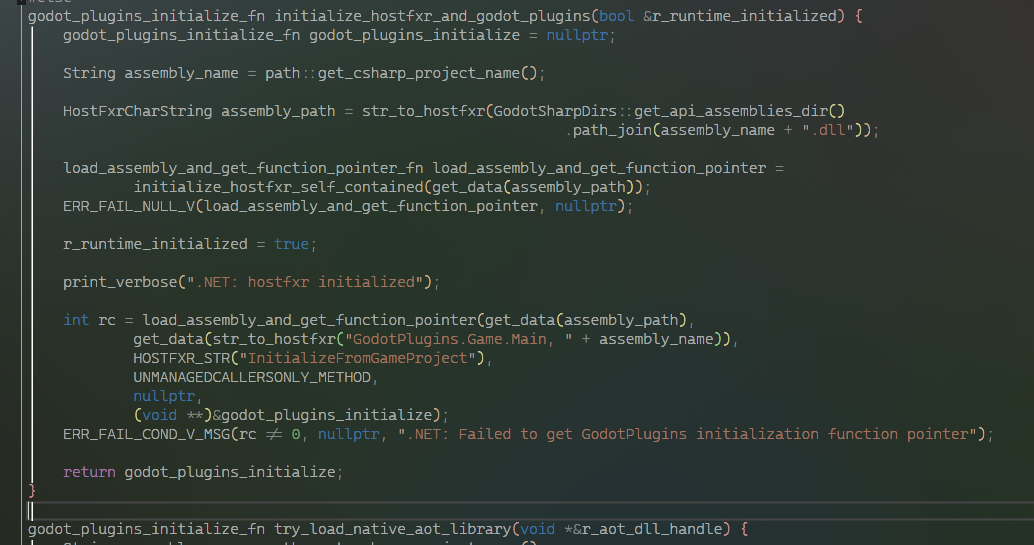 #else
godot_plugins_initialize_fn initialize_hostfxr_and_godot_plugins(bool &r_runtime_initialized) {
godot_plugins_initialize_fn godot_plugins_initialize = nullptr;
String assembly_name = path::get_csharp_project_name();
HostFxrCharString assembly_path = str_to_hostfxr(GodotSharpDirs::get_api_assemblies_dir()
.path_join(assembly_name + ".dll"));
load_assembly_and_get_function_pointer_fn load_assembly_and_get_function_pointer =
initialize_hostfxr_self_contained(get_data(assembly_path));
ERR_FAIL_NULL_V(load_assembly_and_get_function_pointer, nullptr);
r_runtime_initialized = true;
print_verbose(".NET: hostfxr initialized");
int rc = load_assembly_and_get_function_pointer(get_data(assembly_path),
get_data(str_to_hostfxr("GodotPlugins.Game.Main, " + assembly_name)),
HOSTFXR_STR("InitializeFromGameProject"),
UNMANAGEDCALLERSONLY_METHOD,
nullptr,
(void **)&godot_plugins_initialize);
ERR_FAIL_COND_V_MSG(rc ≠ 0, nullptr, ".NET: Failed to get GodotPlugins initialization function pointer");
return godot_plugins_initialize;
}
godot_plugins_initialize_fn try_load_native_aot_library(void *&r_aot_dll_handle) {